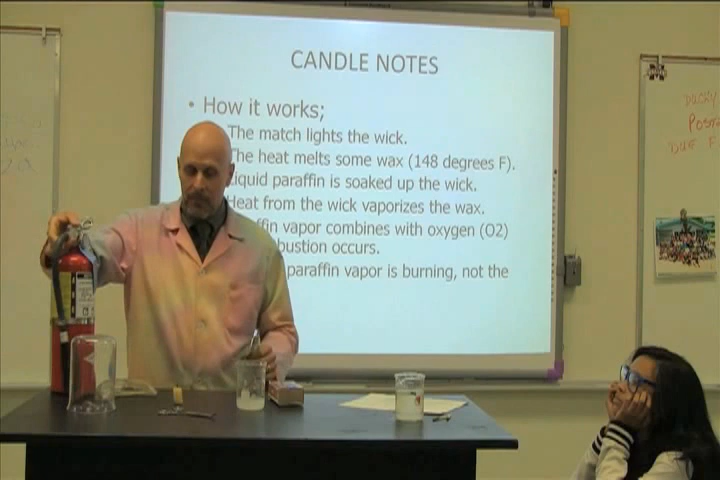 CANDLE NOTES
• How it works;
The match lights the wick.
The heat melts some wax (148 degrees F).
Liquid paraffin is soaked up the wick.
Heat from the wick vaporizes the wax.
vapor combines with oxygen (O2)
occurs.
paraffin vapor is burning, not the